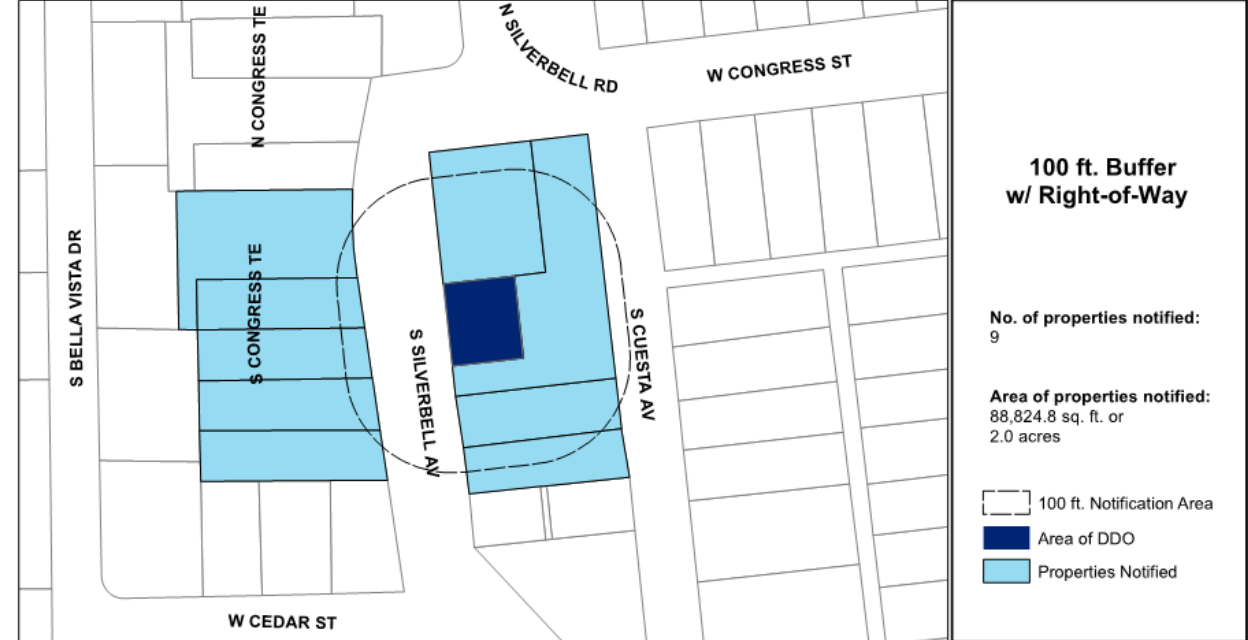 N CONGRESS TE
N SILVERBELL RD
W CONGRESS ST
S BELLA VISTA DR
S CONGRESS TE
S SILVERBELL AV
S CUESTA AV
W CEDAR ST
100 ft. Buffer
w/ Right-of-Way
No. of properties notified:
9
Area of properties notified:
88,824.8 sq. ft. or
2.0 acres
100 ft. Notification Area
Area of DDO
Properties Notified